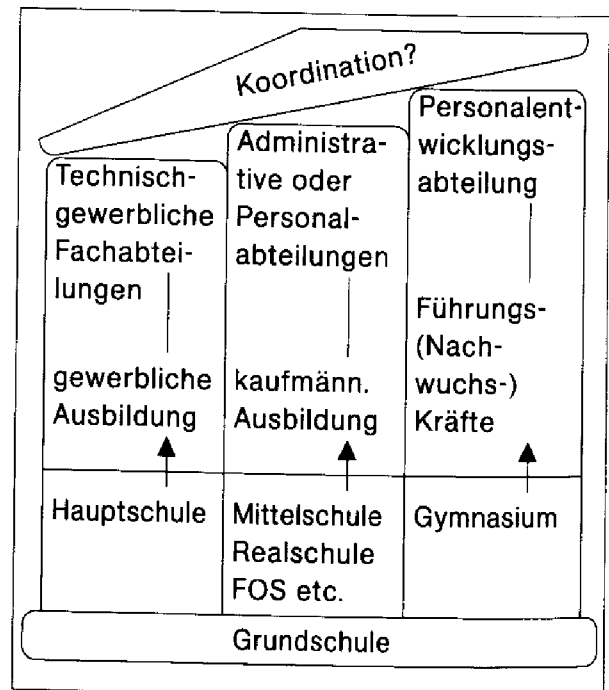 Koordination?
Technisch-
gewerbliche
Fachabtei-
lungen
gewerbliche
Ausbildung
Hauptschule
Administra-
tive oder
Personal-
abteilungen
kaufmänn.
Ausbildung
Mittelschule
Realschule
FOS etc.
Personalent-
wicklungs-
abteilung
Führungs-
(Nach-
wuchs-)
Kräfte
Gymnasium
Grundschule